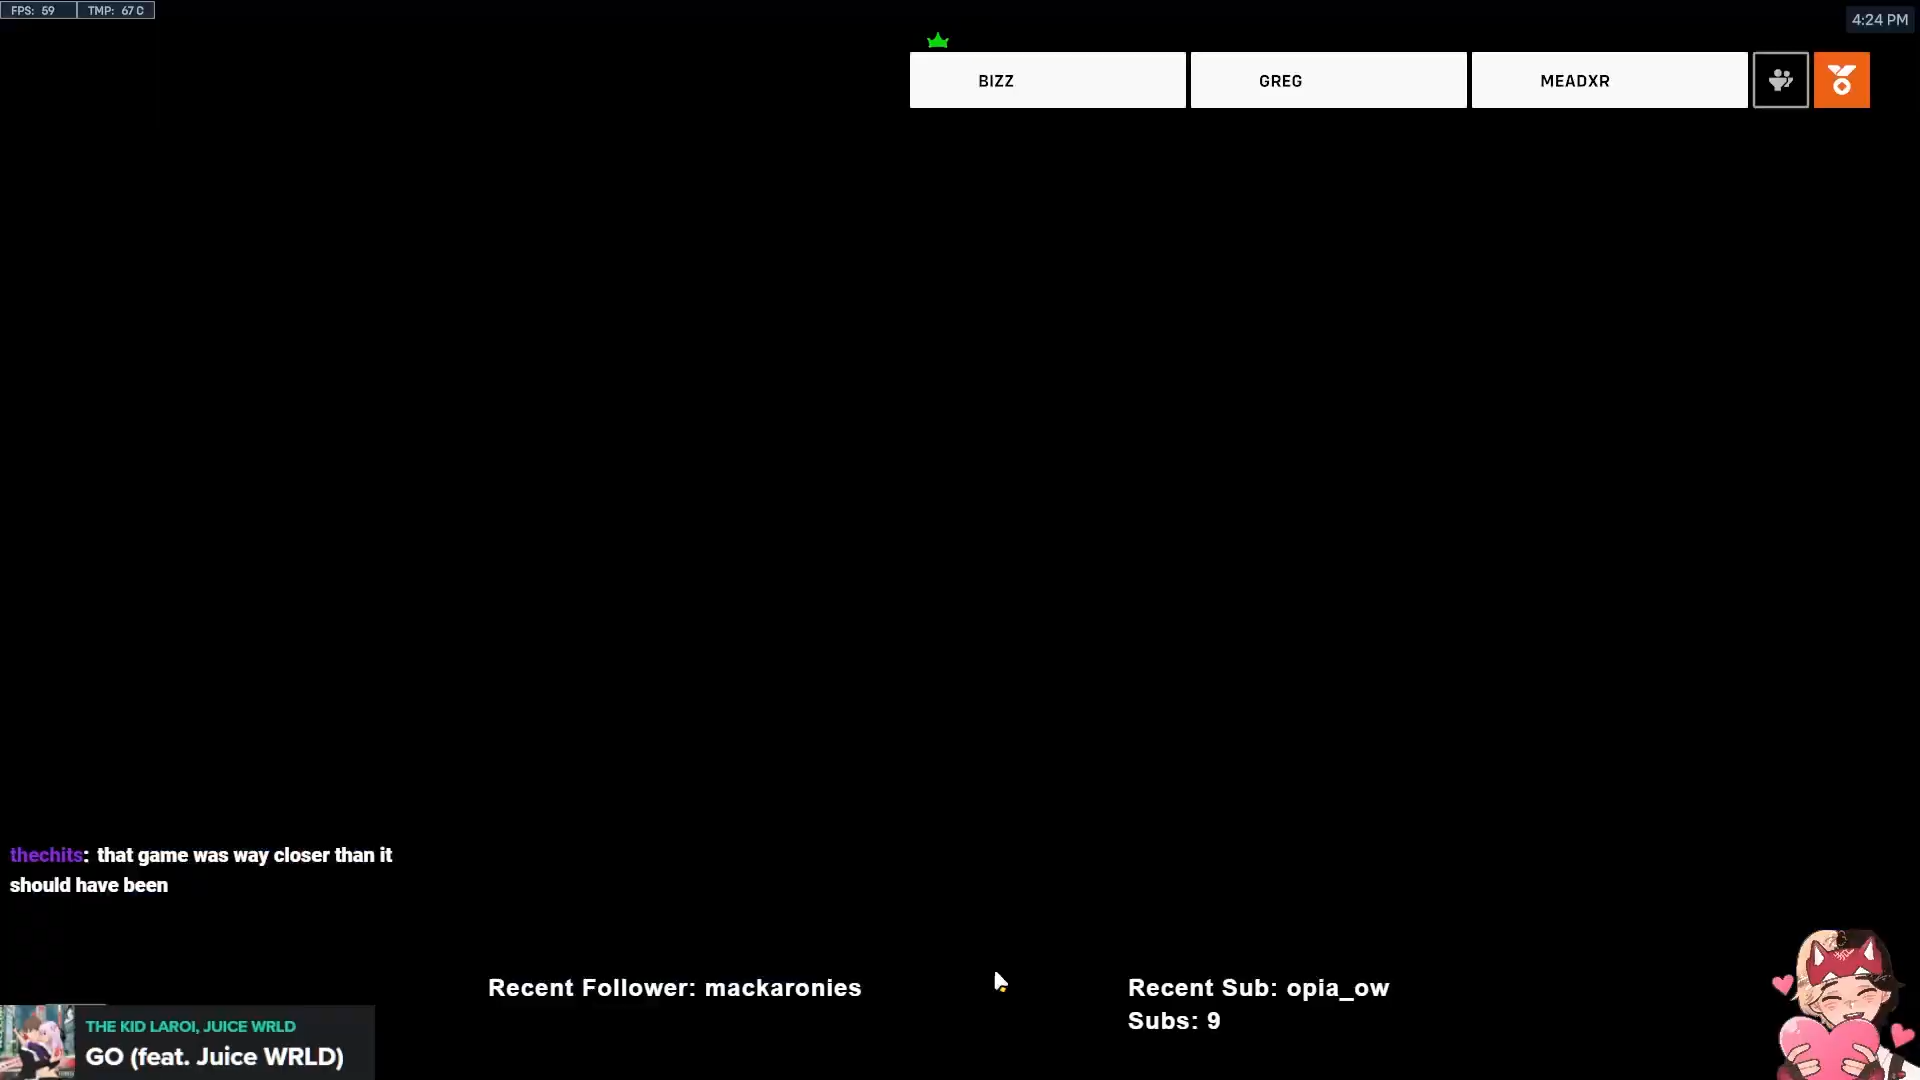 FPS: 59 TMP: 67 C
4:24 PM
BIZZ GREG MEADXR
thechits: that game was way closer than it
should have been
Recent Follower: mackaronies
Recent Sub: opia_ow
Subs: 9
THE KID LAROI, JUICE WRLD
GO (feat. Juice WRLD)